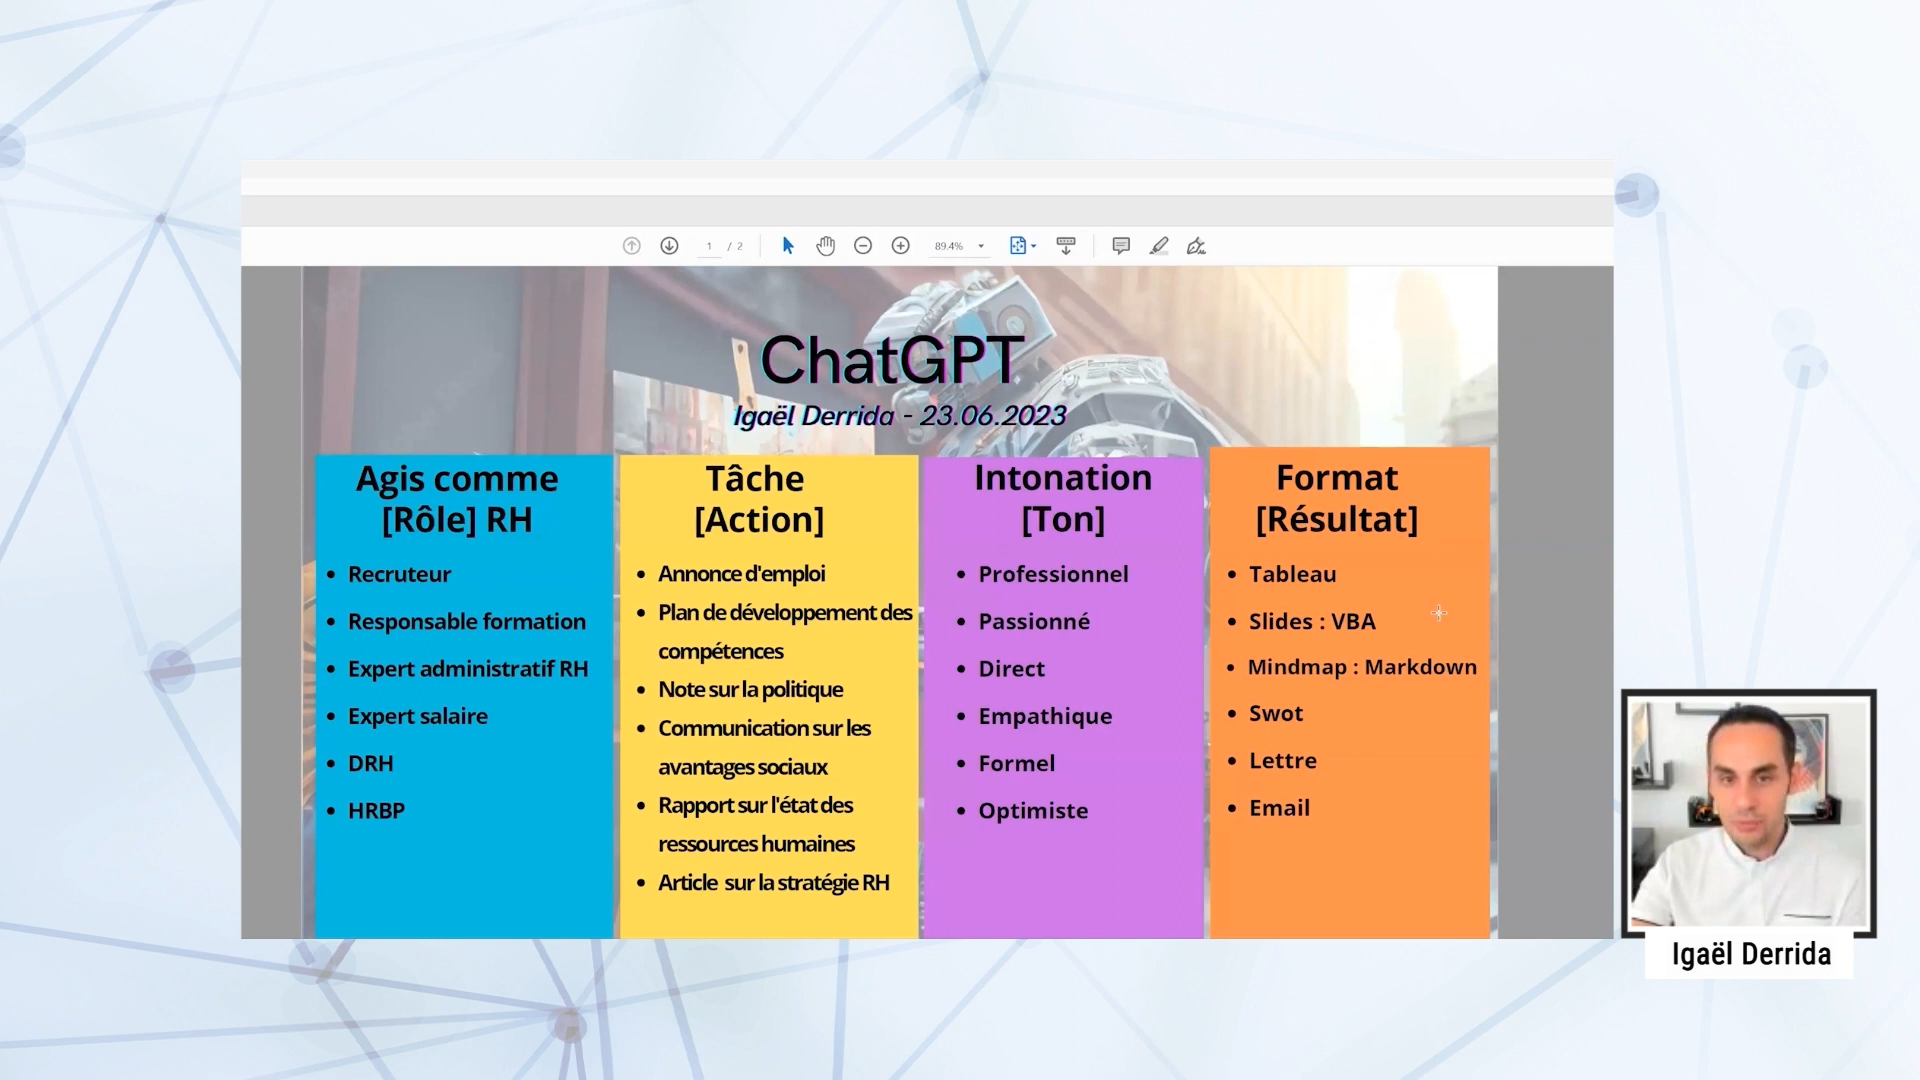 1 / 2
89.4%
ChatGPT
Igaël Derrida - 23.06.2023
Agis comme
[Rôle] RH
• Recruteur
• Responsable formation
• Expert administratif RH
• Expert salaire
• DRH
• HRBP
Tâche
[Action]
• Annonce d'emploi
• Plan de développement des
compétences
• Note sur la politique
• Communication sur les
avantages sociaux
• Rapport sur l'état des
ressources humaines
• Article sur la stratégie RH
Intonation
[Ton]
• Professionnel
• Passionné
• Direct
• Empathique
• Formel
• Optimiste
Format
[Résultat]
• Tableau
• Slides : VBA
• Mindmap : Markdown
• Swot
• Lettre
• Email
Igaël Derrida